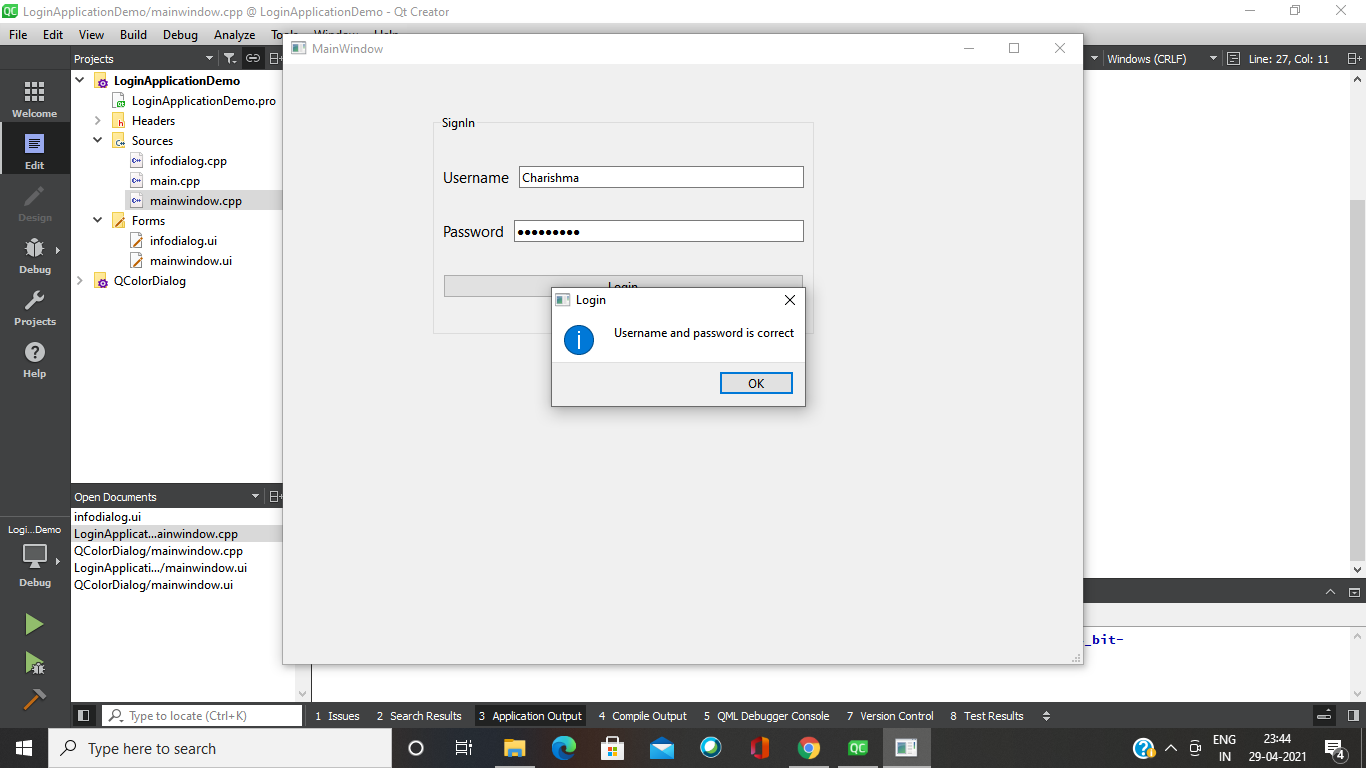 LoginApplicationDemo/mainwindow.cpp @ LoginApplicationDemo - Qt Creator
File Edit View Build Debug Analyze
Projects
Windows (CRLF) Line: 27, Col: 11
Welcome
Edit
Design
Debug
Projects
Help
LoginApplicationDemo
LoginApplicationDemo.pro
Headers
Sources
infodialog.cpp
main.cpp
mainwindow.cpp
Forms
infodialog.ui
mainwindow.ui
QColorDialog
MainWindow
SignIn
Username Charishma
Password
Login
Login
Username and password is correct
OK
Open Documents
infodialog.ui
LoginApplicat...ainwindow.cpp
QColorDialog/mainwindow.cpp
LoginApplicati.../mainwindow.ui
QColorDialog/mainwindow.ui
Logi...Demo
Debug
_bit-
Type to locate (Ctrl+K) 1 Issues 2 Search Results 3 Application Output 4 Compile Output 5 QML Debugger Console 7 Version Control 8 Test Results
Type here to search
ENG
IN
23:44
29-04-2021
4